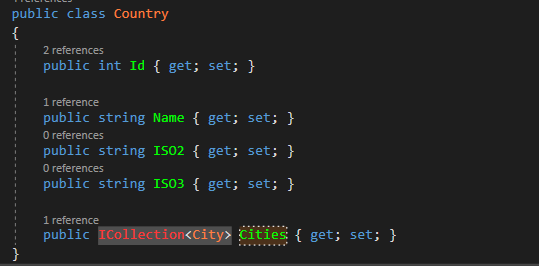 public class Country
{
2 references
public int Id { get; set; }
1 reference
public string Name { get; set; }
0 references
public string ISO2 { get; set; }
0 references
public string ISO3 { get; set; }
1 reference
public ICollection<City> Cities { get; set; }
}